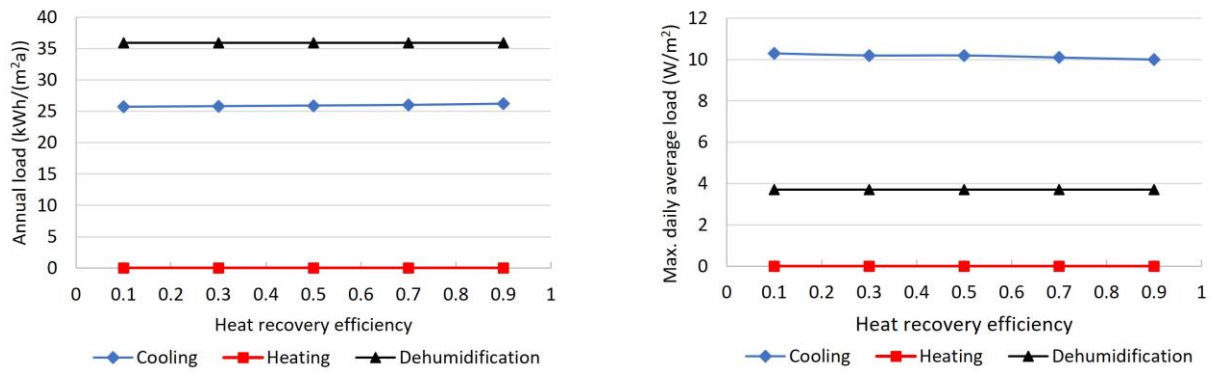 Annual load (kWh/(m²a))
40
35
30
25
20
15
10
5
0
0 0.1 0.2 0.3 0.4 0.5 0.6 0.7 0.8 0.9 1
Heat recovery efficiency
Cooling Heating Dehumidification
Max. daily average load (W/m²)
12
10
8
6
4
2
0
0 0.1 0.2 0.3 0.4 0.5 0.6 0.7 0.8 0.9 1
Heat recovery efficiency
Cooling Heating Dehumidification